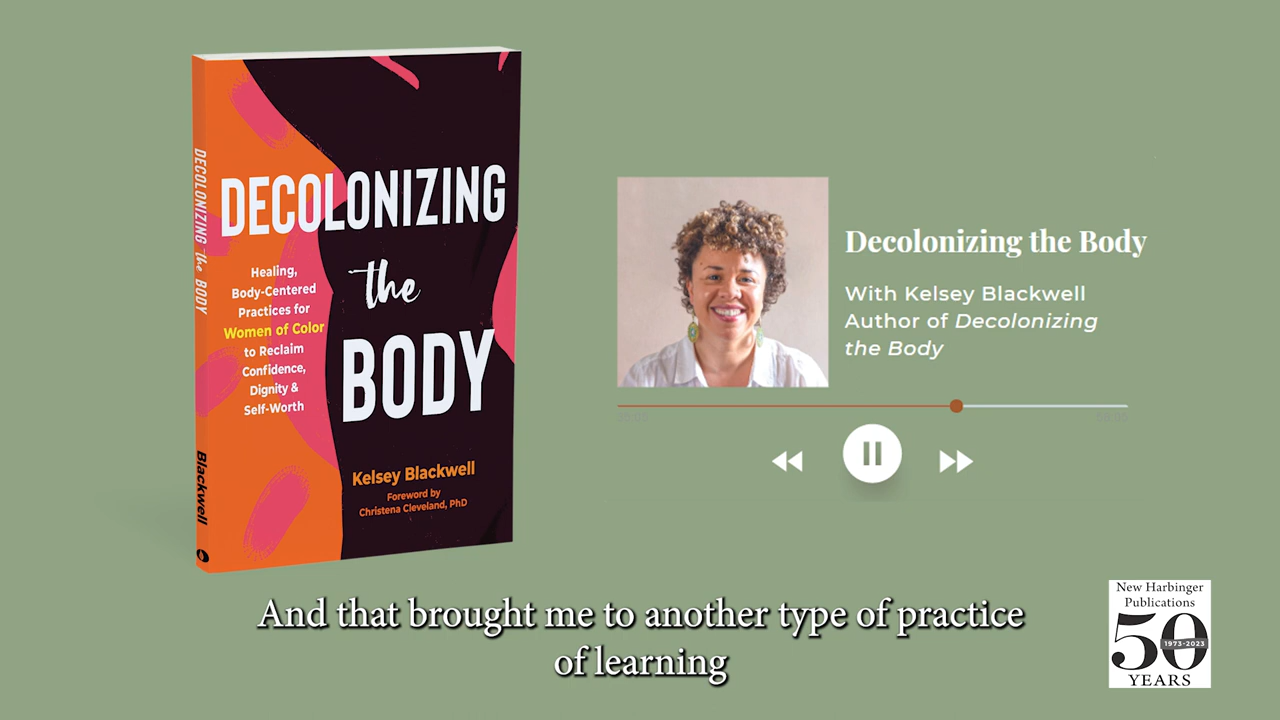 DECOLONIZING the BODY
Blackwell
DECOLONIZING
the
BODY
Healing,
Body-Centered
Practices for
Women of Color
to Reclaim
Confidence,
Dignity &
Self-Worth
Kelsey Blackwell
Foreword by
Christena Cleveland, PhD
Decolonizing the Body
With Kelsey Blackwell
Author of Decolonizing
the Body
And that brought me to another type of practice
of learning
New Harbinger
Publications
50
1973-2023
YEARS